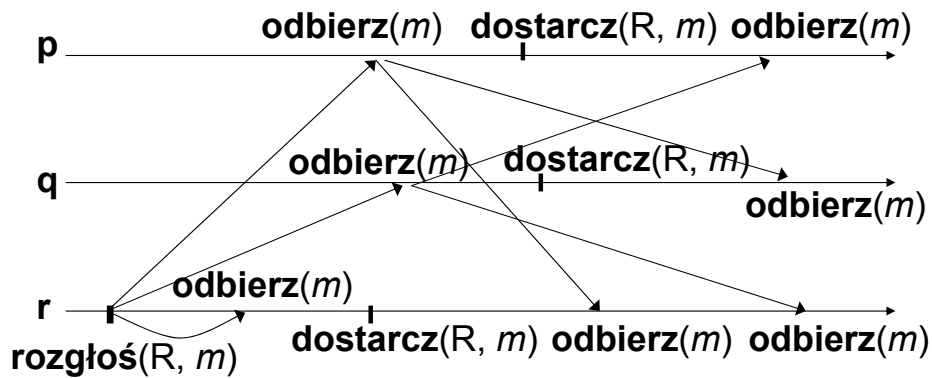 odbierz(m) dostarcz(R, m) odbierz(m)
p
odbierz(m) dostarcz(R, m)
q
odbierz(m)
odbierz(m)
r
dostarcz(R, m) odbierz(m) odbierz(m)
rozgłoś(R, m)